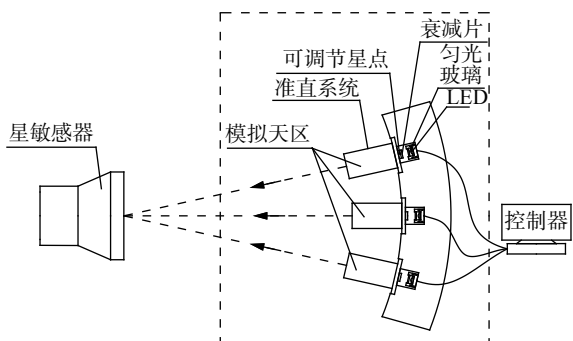 衰减片
匀光
可调节星点
玻璃
准直系统
LED
星敏感器
模拟天区
控制器